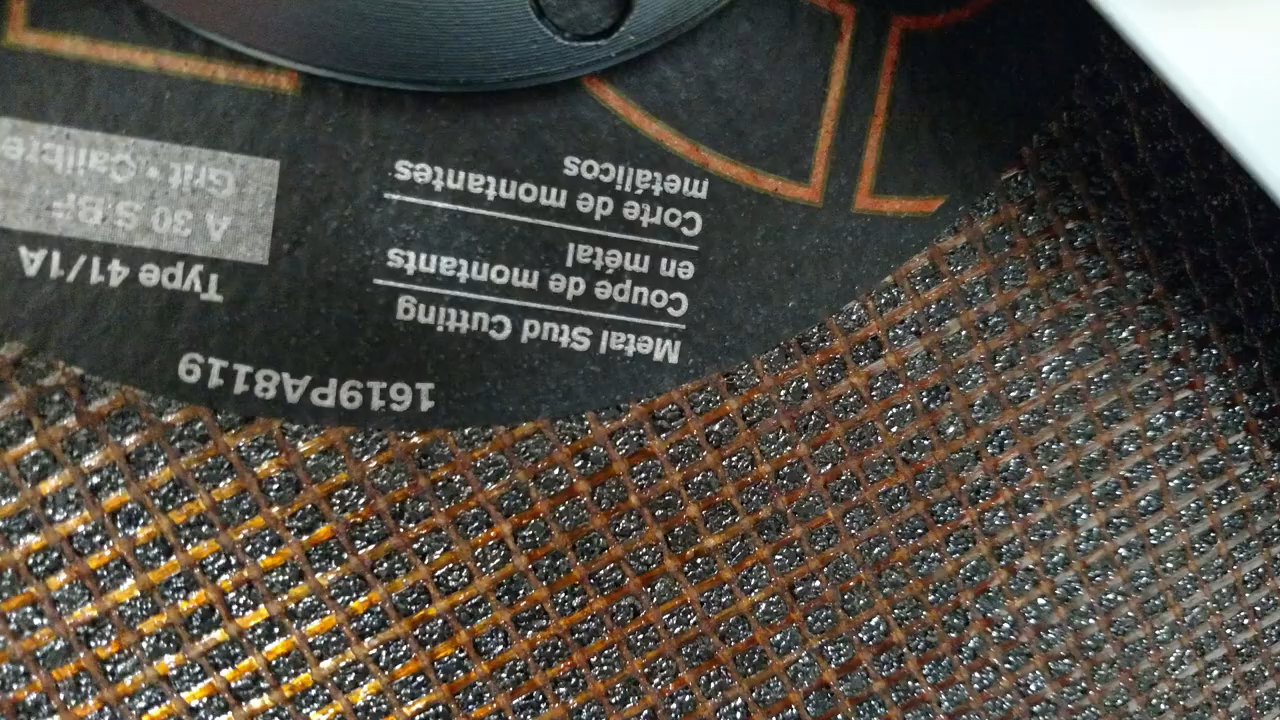 1619PA8119
Metal Stud Cutting
Coupe de montants
en métal
Corte de montantes
metálicos
Type 41/1A
A 30 S BF
Grit • Calibre